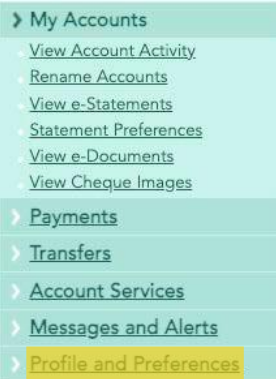 My Accounts
View Account Activity
Rename Accounts
View e-Statements
Statement Preferences
View e-Documents
View Cheque Images
Payments
Transfers
Account Services
Messages and Alerts
Profile and Preferences